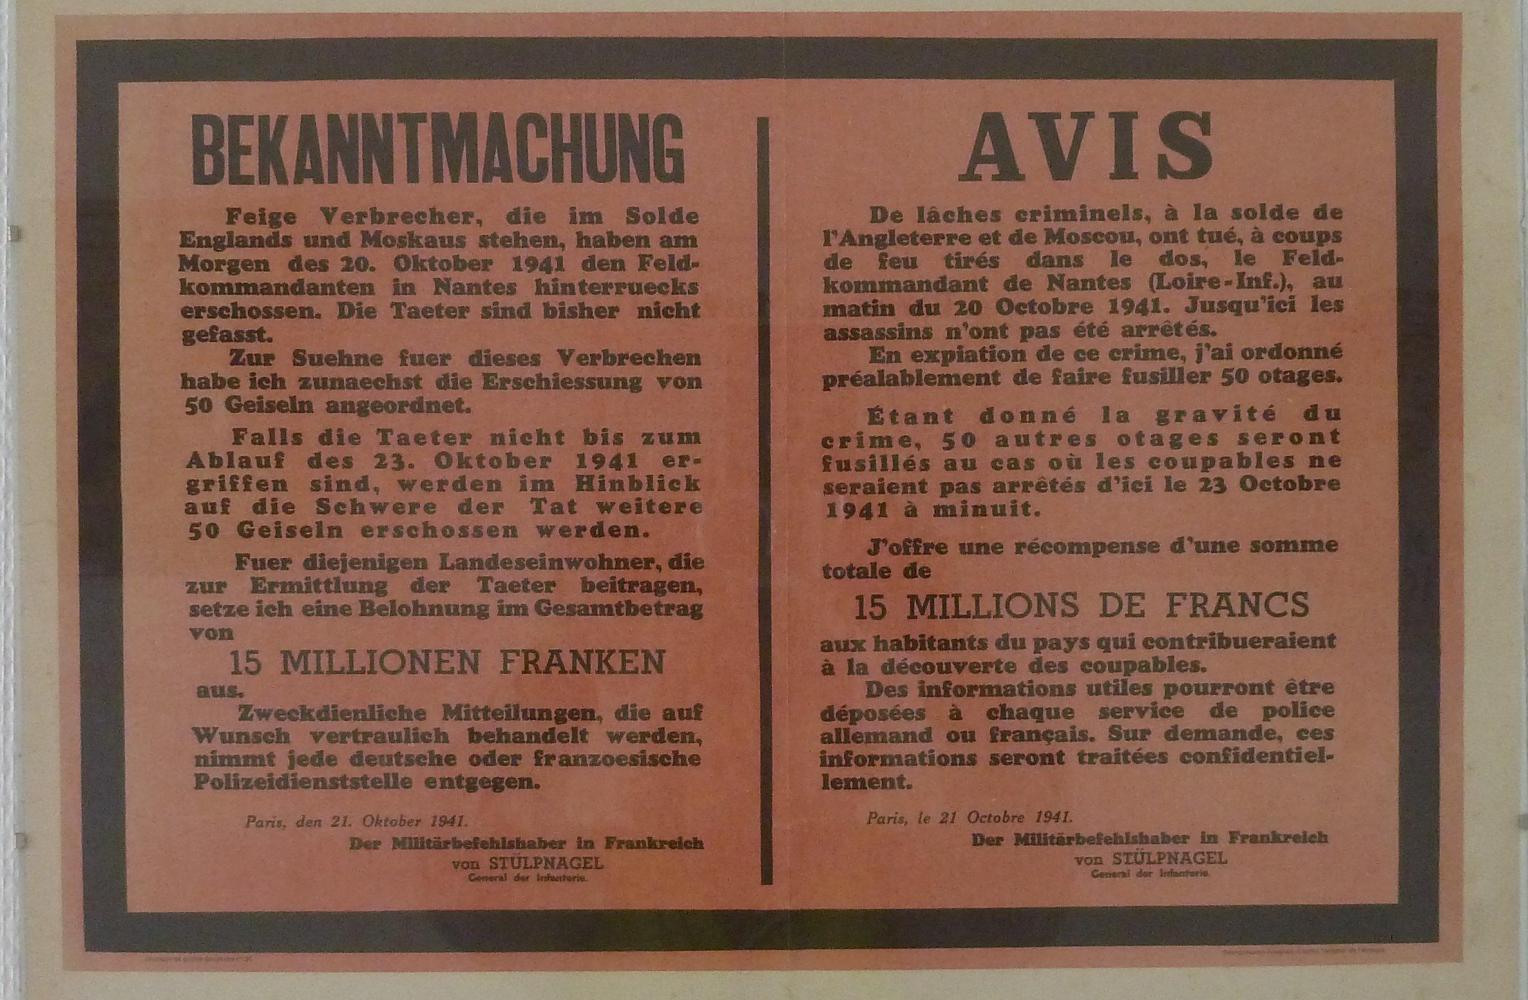 BEKANNTMACHUNG
Feige Verbrecher, die im Solde
Englands und Moskaus stehen, haben am
Morgen des 20. Oktober 1941 den Feld-
kommandanten in Nantes hinterruecks
erschossen. Die Taeter sind bisher nicht
gefasst.
Zur Suehne fuer dieses Verbrechen
habe ich zunaechst die Erschiessung von
50 Geiseln angeordnet.
Falls die Taeter nicht bis zum
Ablauf des 23. Oktober 1941 er-
griffen sind, werden im Hinblick
auf die Schwere der Tat weitere
50 Geiseln erschossen werden.
Fuer diejenigen Landeseinwohner, die
zur Ermittlung der Taeter beitragen,
setze ich eine Belohnung im Gesamtbetrag
von
15 MILLIONEN FRANKEN
aus.
Zweckdienliche Mitteilungen, die auf
Wunsch vertraulich behandelt werden,
nimmt jede deutsche oder franzoesische
Polizeidienststelle entgegen.
Paris, den 21. Oktober 1941.
Der Militärbefehlshaber in Frankreich
von STÜLPNAGEL
General der Infanterie.
AVIS
De lâches criminels, à la solde de
l'Angleterre et de Moscou, ont tué, à coups
de feu tirés dans le dos, le Feld-
kommandant de Nantes (Loire-Inf.), au
matin du 20 Octobre 1941. Jusqu'ici les
assassins n'ont pas été arrêtés.
En expiation de ce crime, j'ai ordonné
préalablement de faire fusiller 50 otages.
Étant donné la gravité du
crime, 50 autres otages seront
fusillés au cas où les coupables ne
seraient pas arrêtés d'ici le 23 Octobre
1941 à minuit.
J'offre une récompense d'une somme
totale de
15 MILLIONS DE FRANCS
aux habitants du pays qui contribueraient
à la découverte des coupables.
Des informations utiles pourront être
déposées à chaque service de police
allemand ou français. Sur demande, ces
informations seront traitées confidentiel-
lement.
Paris, le 21 Octobre 1941.
Der Militärbefehlshaber in Frankreich
von STÜLPNAGEL
General der Infanterie.